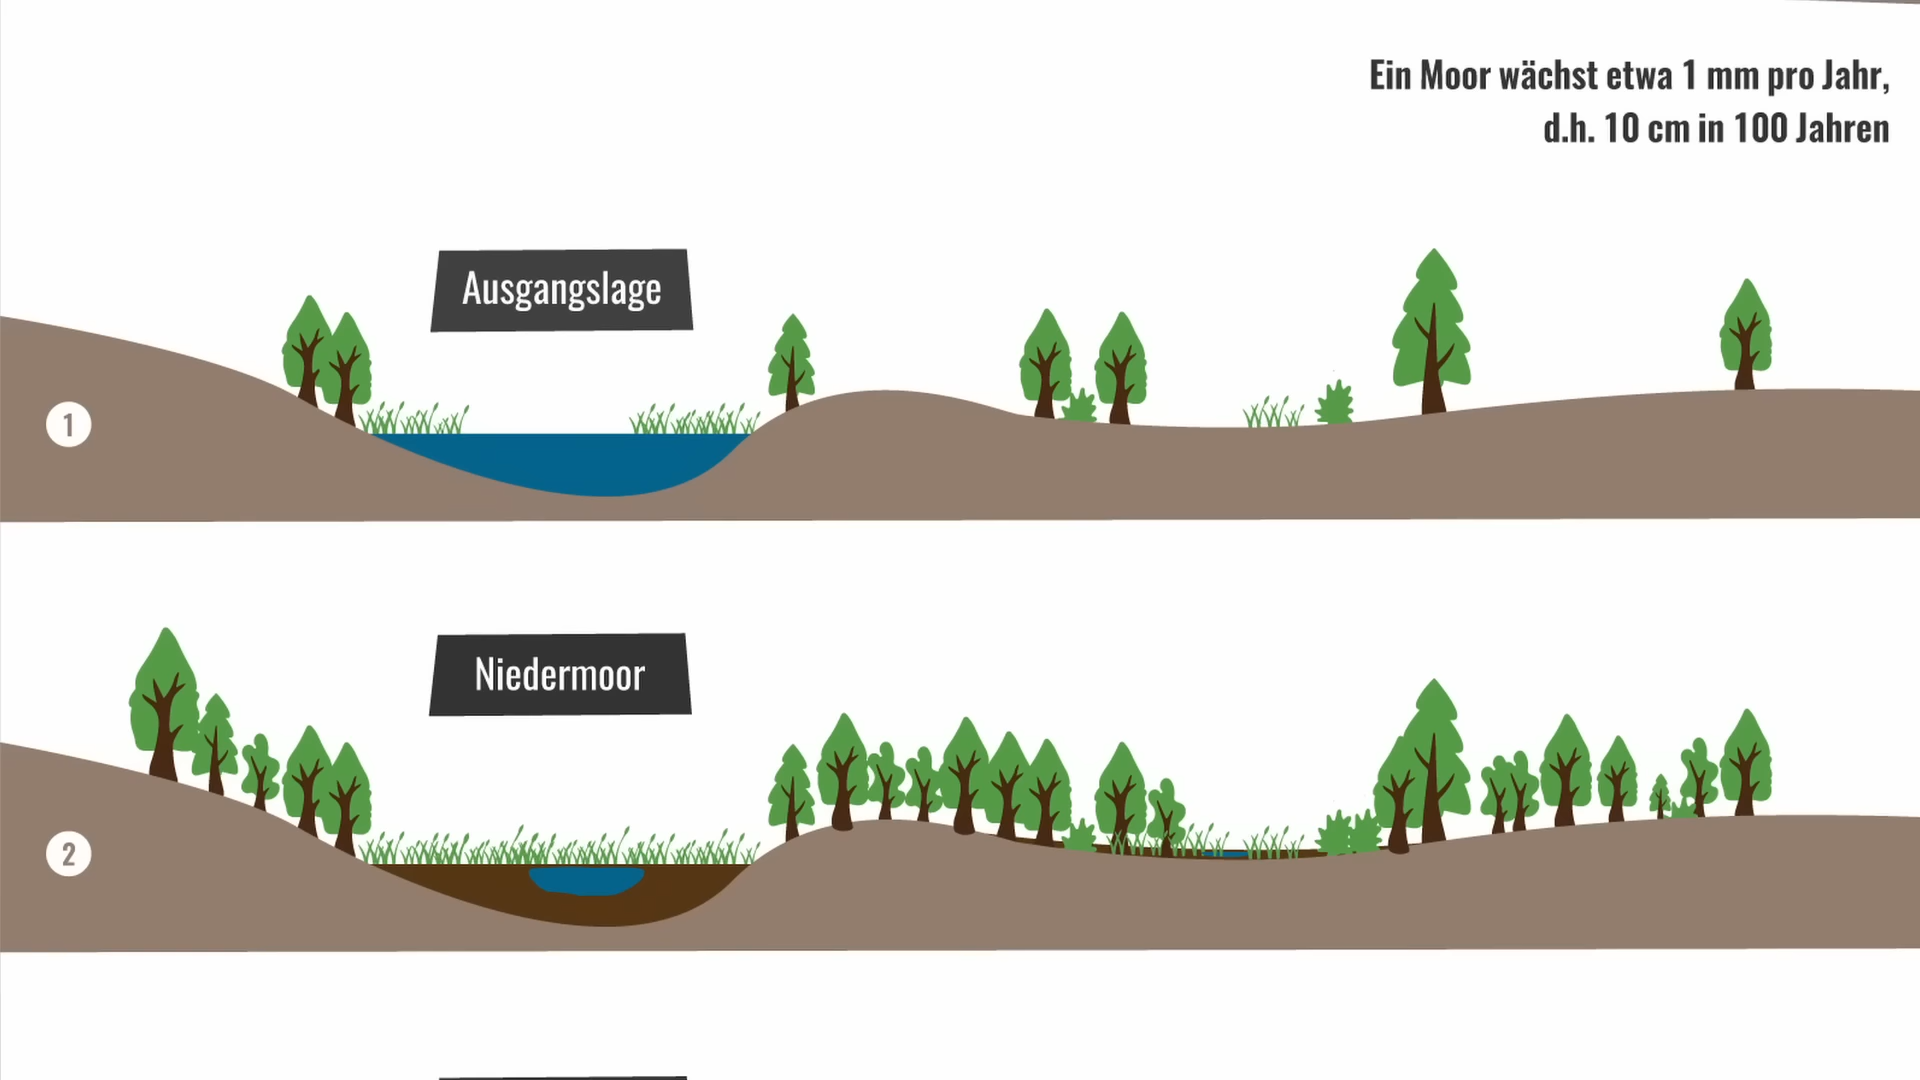 Ein Moor wächst etwa 1 mm pro Jahr,
d.h. 10 cm in 100 Jahren
Ausgangslage
1
Niedermoor
2